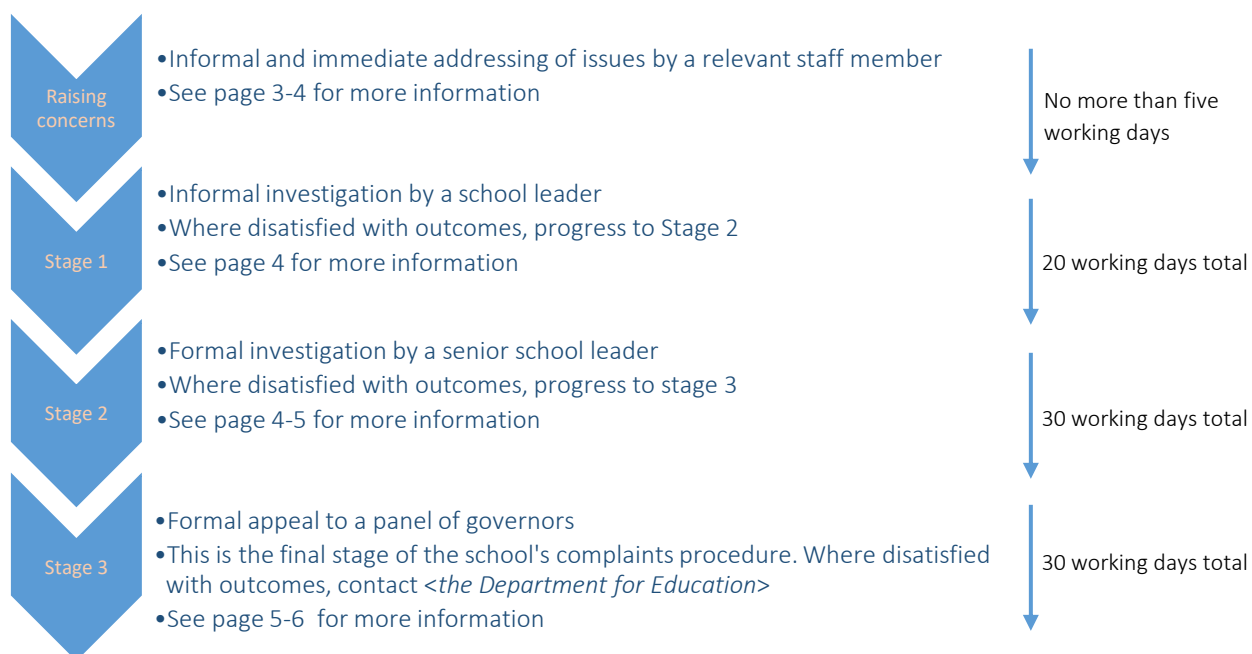 Raising
concerns
•Informal and immediate addressing of issues by a relevant staff member
•See page 3-4 for more information
No more than five
working days
Stage 1
•Informal investigation by a school leader
•Where disatisfied with outcomes, progress to Stage 2
•See page 4 for more information
20 working days total
Stage 2
•Formal investigation by a senior school leader
•Where disatisfied with outcomes, progress to stage 3
•See page 4-5 for more information
30 working days total
Stage 3
•Formal appeal to a panel of governors
•This is the final stage of the school's complaints procedure. Where disatisfied
with outcomes, contact <the Department for Education>
•See page 5-6 for more information
30 working days total